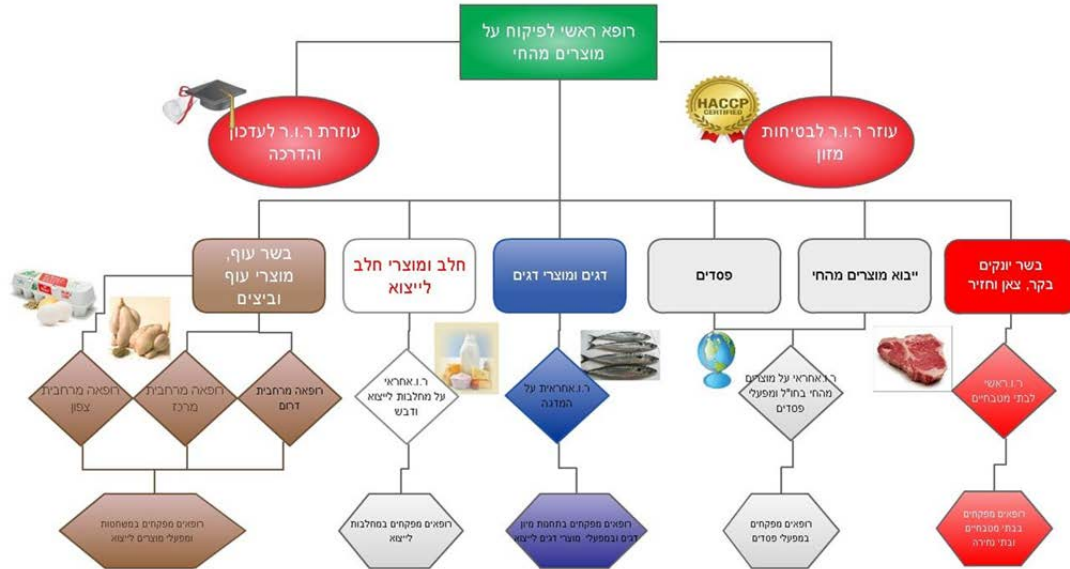 רופא ראשי לפיקוח על
מוצרים מהחי
HACCP
CERTIFIED
עוזר ר.ו.ר לבטיחות
מזון
עוזרת ר.ו.ר לעדכון
והדרכה
בשר יונקים
בקר, צאן וחזיר
ייבוא מוצרים מהחי
פסדים
דגים ומוצרי דגים
חלב ומוצרי חלב
לייצוא
בשר עוף,
מוצרי עוף
וביצים
ר.ו.ראשי
לבתי מטבחיים
ר.ו.אחראי על מוצרים
מהחי בחו"ל ומפעלי
פסדים
ר.ו.אחראית על
המדגה
ר.ו.אחראי
על מחלבות לייצוא
ודבש
רופאה מרחבית
דרום
רופאה מרחבית
מרכז
רופאה מרחבית
צפון
רופאים מפקחים
בבתי מטבחיים
ובתי נחירה
רופאים מפקחים
במפעלי פסדים
רופאים מפקחים בתחנות מיון
דגים ובמפעלי מוצרי דגים לייצוא
רופאים מפקחים במחלבות
לייצוא
רופאים מפקחים במשחטות
ומפעלי מוצרים לייצוא